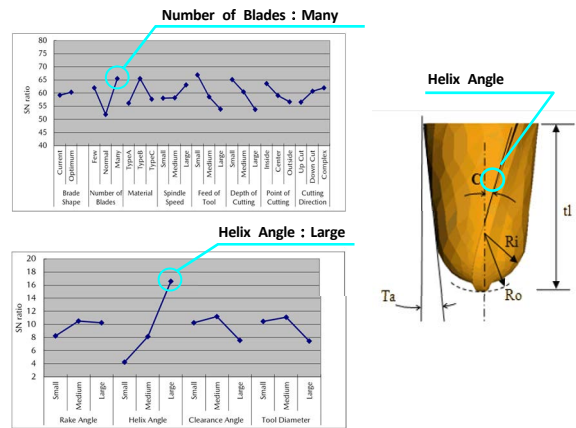 Number of Blades : Many
80
75
70
65
60
55
50
45
40
SN ratio
Current
Optimum
Few
Normal
Many
TypeA
TypeB
TypeC
Small
Medium
Large
Small
Medium
Large
Small
Medium
Large
Inside
Center
Outside
Up Cut
Down Cut
Complex
Brade Shape
Number of Blades
Material
Spindle Speed
Feed of Tool
Depth of Cutting
Point of Cutting
Cutting Direction
Helix Angle : Large
20
18
16
14
12
10
8
6
4
2
SN ratio
Small
Medium
Large
Small
Medium
Large
Small
Medium
Large
Small
Medium
Large
Rake Angle
Helix Angle
Clearance Angle
Tool Diameter
Helix Angle
tl
Ri
Ro
Ta